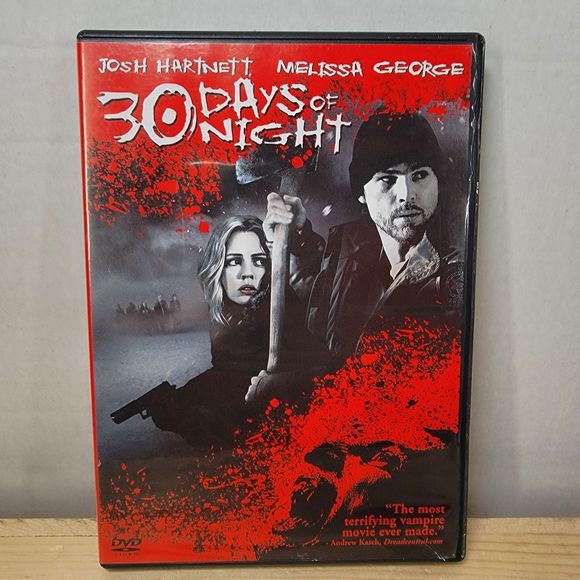 JOSH HARTNETT MELISSA GEORGE
30 DAYS OF
NIGHT
"The most
terrifying vampire
movie ever made."
- Andrew Kasch, Dreadcentral.com
DVD
VIDEO